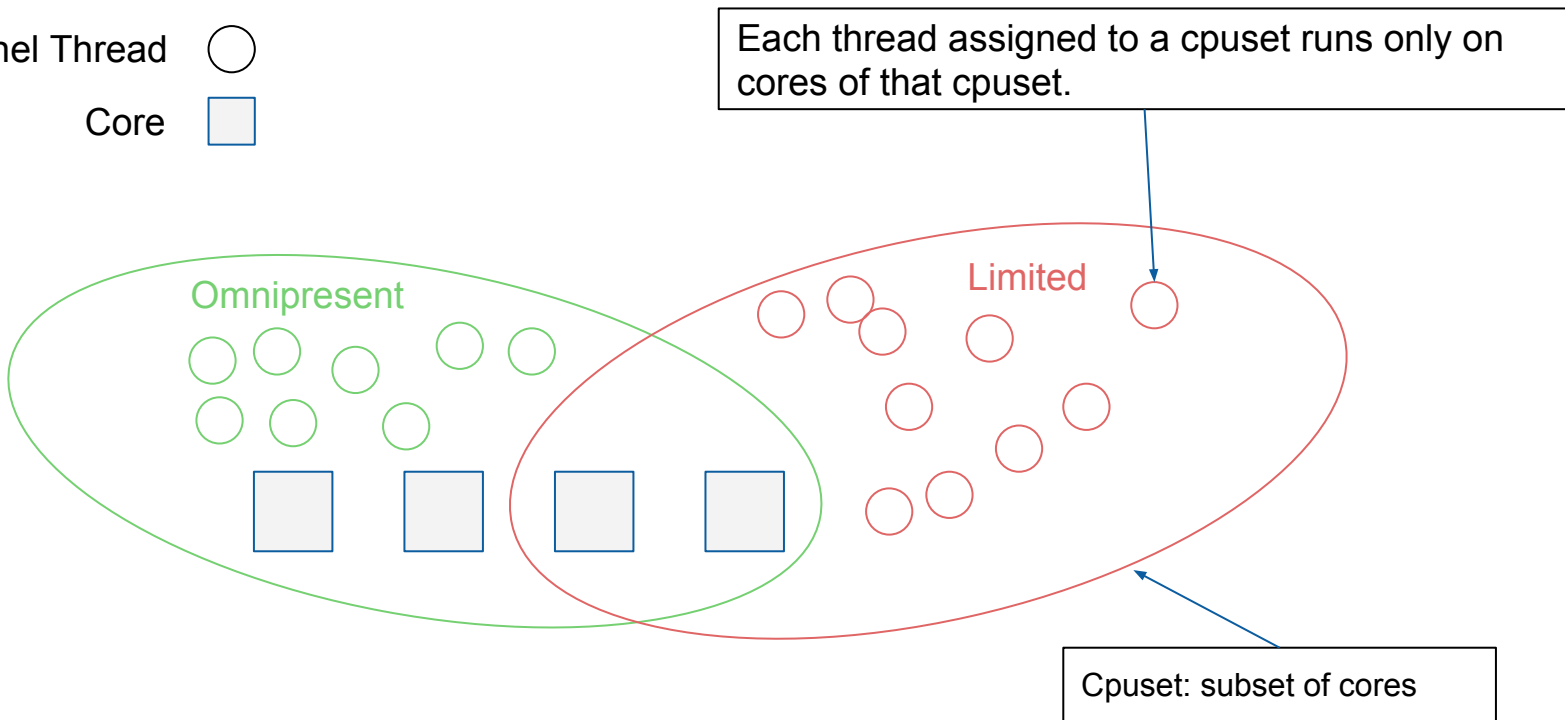 nel Thread
Core
Each thread assigned to a cpuset runs only on
cores of that cpuset.
Omnipresent
Limited
Cpuset: subset of cores